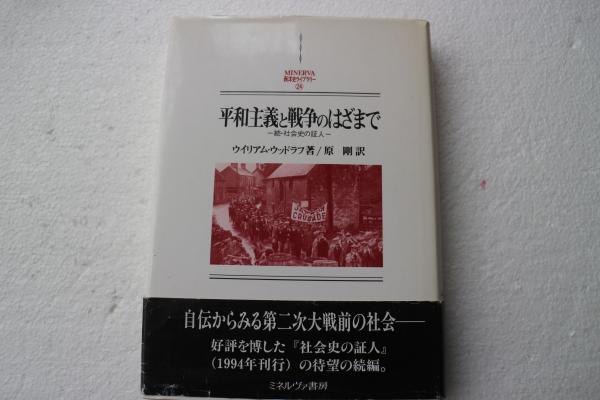 MINERVA
西洋史ライブラリー
24
平和主義と戦争のはざまで
−続・社会史の証人−
ウイリアム・ウッドラフ著/原 剛訳
JARROW
CRUSADE
自伝からみる第二次大戦前の社会――
好評を博した『社会史の証人』
(1994年刊行)の待望の続編。
ミネルヴァ書房